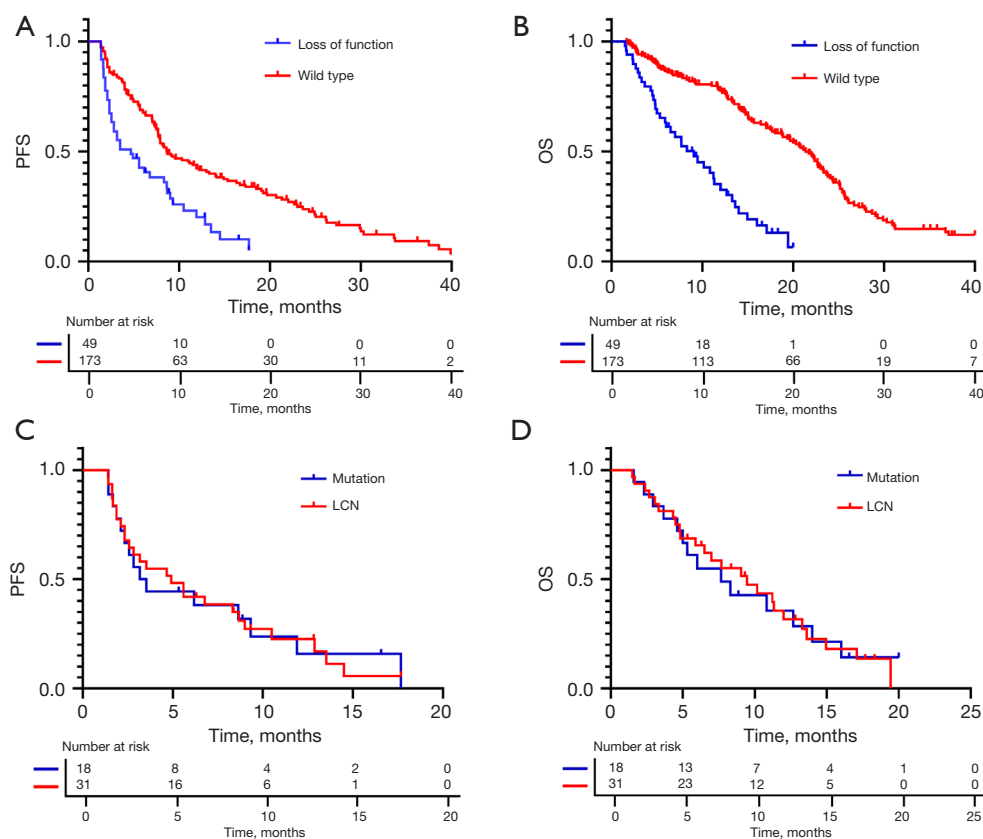 A
1.0
0.5
0.0
PFS
Loss of function
Wild type
0 10 20 30 40
Time, months
Number at risk
49 10 0 0 0
173 63 30 11 2
0 10 20 30 40
Time, months
B
1.0
0.5
0.0
OS
Loss of function
Wild type
0 10 20 30 40
Time, months
Number at risk
49 18 1 0 0
173 113 66 19 7
0 10 20 30 40
Time, months
C
1.0
0.5
0.0
PFS
Mutation
LCN
0 5 10 15 20
Time, months
Number at risk
18 8 4 2 0
31 16 6 1 0
0 5 10 15 20
Time, months
D
1.0
0.5
0.0
OS
Mutation
LCN
0 5 10 15 20 25
Time, months
Number at risk
18 13 7 4 1 0
31 23 12 5 0 0
0 5 10 15 20 25
Time, months